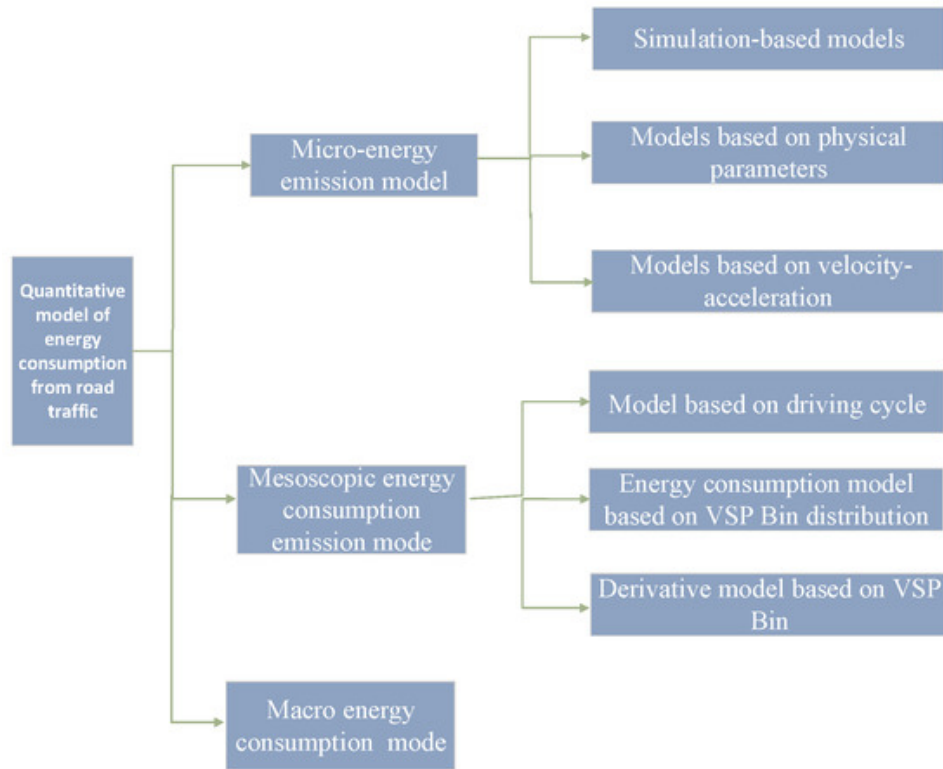 Simulation-based models
Micro-energy
emission model
Models based on physical
parameters
Models based on velocity-
acceleration
Quantitative
model of
energy
consumption
from road
traffic
Model based on driving cycle
Mesoscopic energy
consumption
emission mode
Energy consumption model
based on VSP Bin distribution
Derivative model based on VSP
Bin
Macro energy
consumption mode